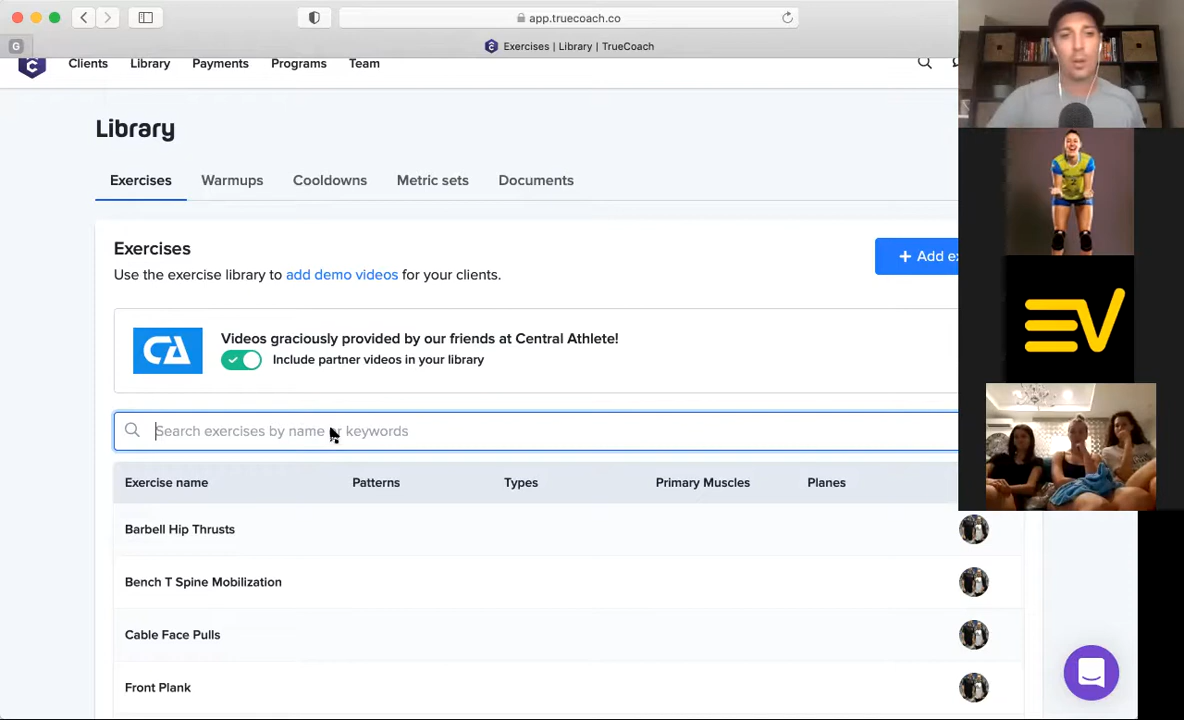 app.truecoach.co
G
Exercises | Library | TrueCoach
C
Clients
Library
Payments
Programs
Team
Library
Exercises
Warmups
Cooldowns
Metric sets
Documents
Exercises
Use the exercise library to add demo videos for your clients.
+ Add ex
CA
Videos graciously provided by our friends at Central Athlete!
Include partner videos in your library
Search exercises by name or keywords
Exercise name
Patterns
Types
Primary Muscles
Planes
Barbell Hip Thrusts
Bench T Spine Mobilization
Cable Face Pulls
Front Plank
2
EV